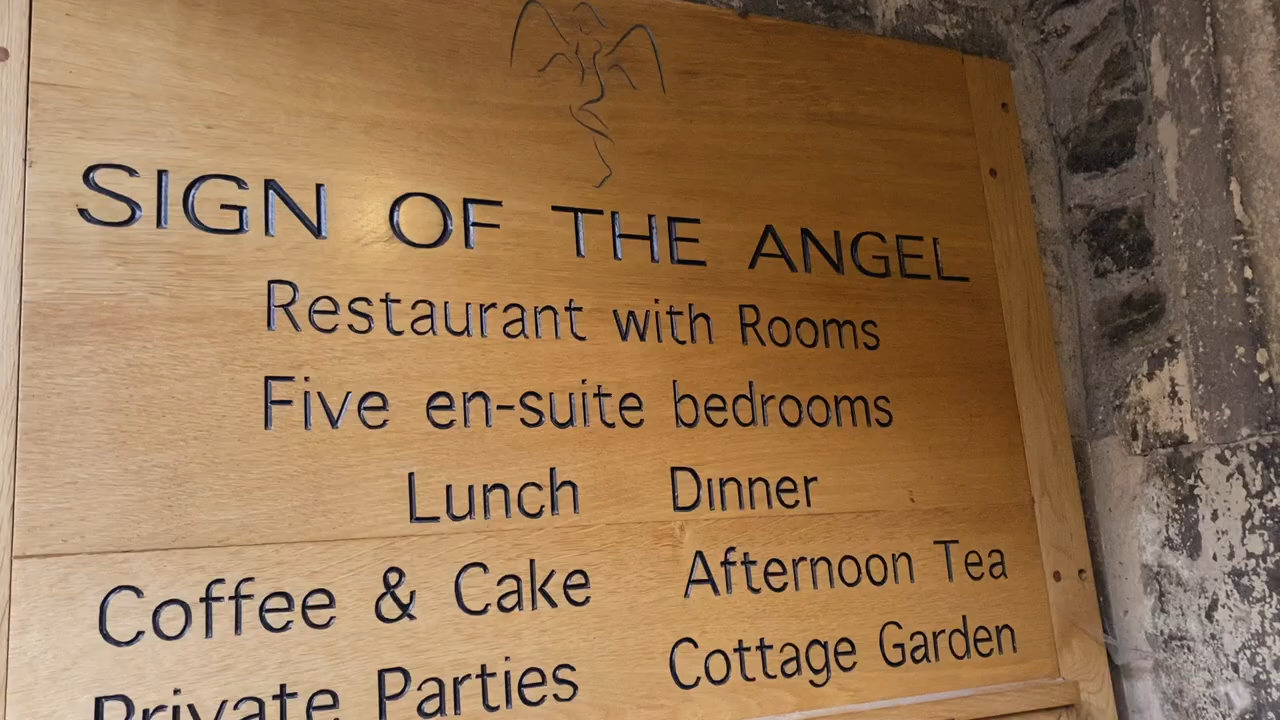 SIGN OF THE ANGEL
Restaurant with Rooms
Five en-suite bedrooms
Lunch Dinner
Coffee & Cake Afternoon Tea
Private Parties Cottage Garden